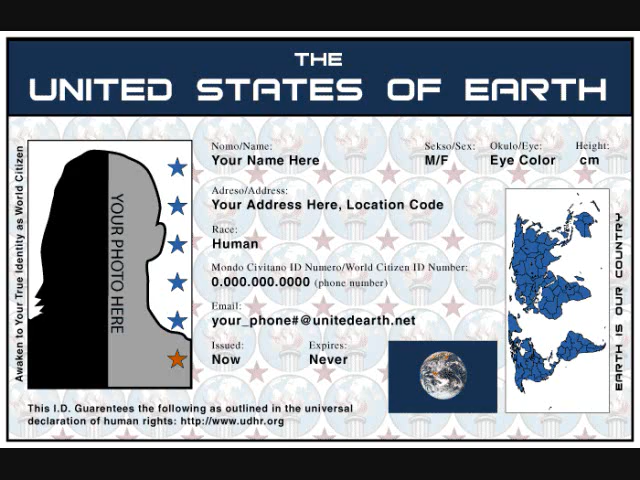 THE
UNITED STATES OF EARTH
Awaken to Your True Identity as World Citizen
YOUR PHOTO HERE
Nomo/Name:
Your Name Here
Sekso/Sex:
M/F
Okulo/Eye:
Eye Color
Height:
cm
Adreso/Address:
Your Address Here, Location Code
Race:
Human
Mondo Civitano ID Numero/World Citizen ID Number:
0.000.000.0000 (phone number)
Email:
your_phone#@unitedearth.net
Issued:
Now
Expires:
Never
EARTH IS OUR COUNTRY
This I.D. Guarentees the following as outlined in the universal
declaration of human rights: http://www.udhr.org